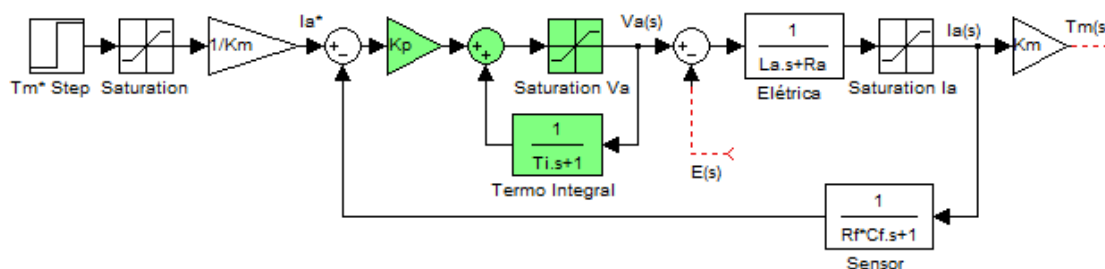 Ia*
Va(s)
Ia(s)
Tm(s
1/Km
Kp
1
La.s+Ra
Km
Tm* Step
Saturation
Saturation Va
Elétrica
Saturation Ia
1
Ti.s+1
Termo Integral
E(s)
1
Rf*Cf.s+1
Sensor